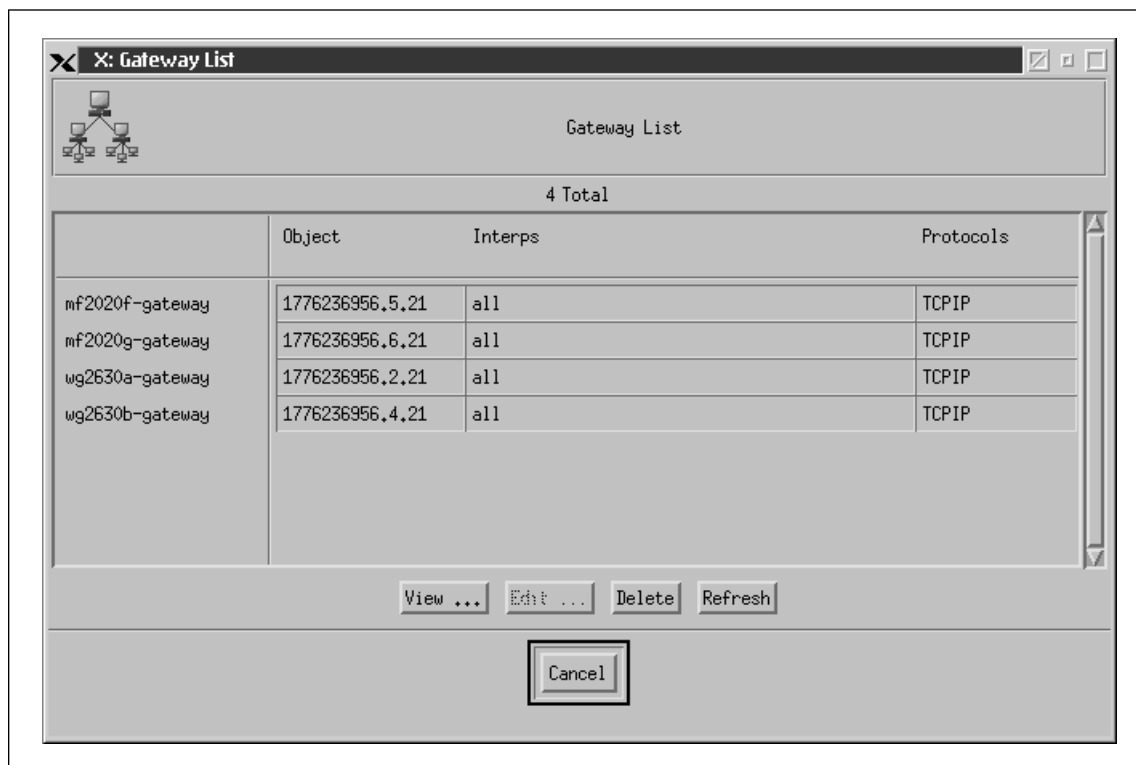 X: Gateway List
Gateway List
4 Total
Object Interps Protocols
mf2020f-gateway 1776236956.5.21 all TCPIP
mf2020g-gateway 1776236956.6.21 all TCPIP
wg2630a-gateway 1776236956.2.21 all TCPIP
wg2630b-gateway 1776236956.4.21 all TCPIP
View ... Edit ... Delete Refresh
Cancel